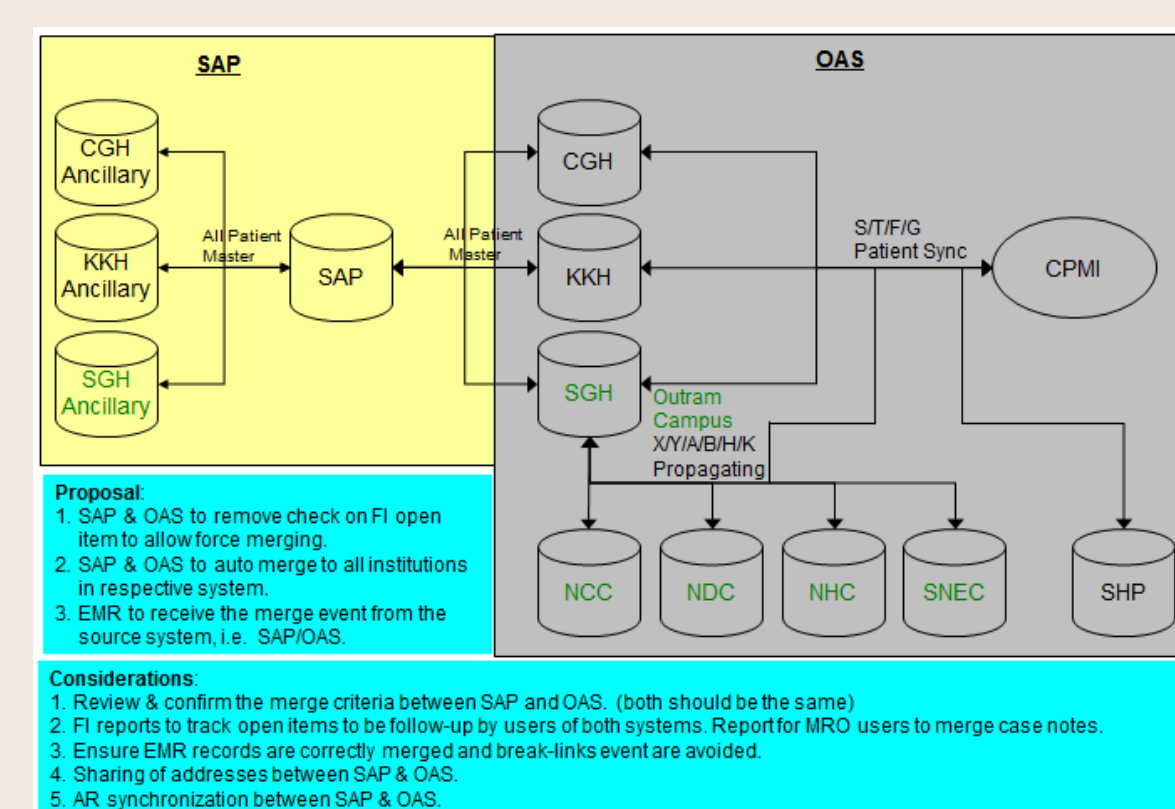 SAP
OAS
CGH
Ancillary
KKH
Ancillary
SGH
Ancillary
All Patient
Master
SAP
All Patient
Master
CGH
KKH
SGH
S/T/F/G
Patient Sync
CPMI
Outram
Campus
X/Y/A/B/H/K
Propagating
NCC
NDC
NHC
SNEC
SHP
Proposal:
1. SAP & OAS to remove check on FI open
item to allow force merging.
2. SAP & OAS to auto merge to all institutions
in respective system.
3. EMR to receive the merge event from the
source system, i.e. SAP/OAS.
Considerations:
1. Review & confirm the merge criteria between SAP and OAS. (both should be the same)
2. FI reports to track open items to be follow-up by users of both systems. Report for MRO users to merge case notes.
3. Ensure EMR records are correctly merged and break-links event are avoided.
4. Sharing of addresses between SAP & OAS.
5. AR synchronization between SAP & OAS.